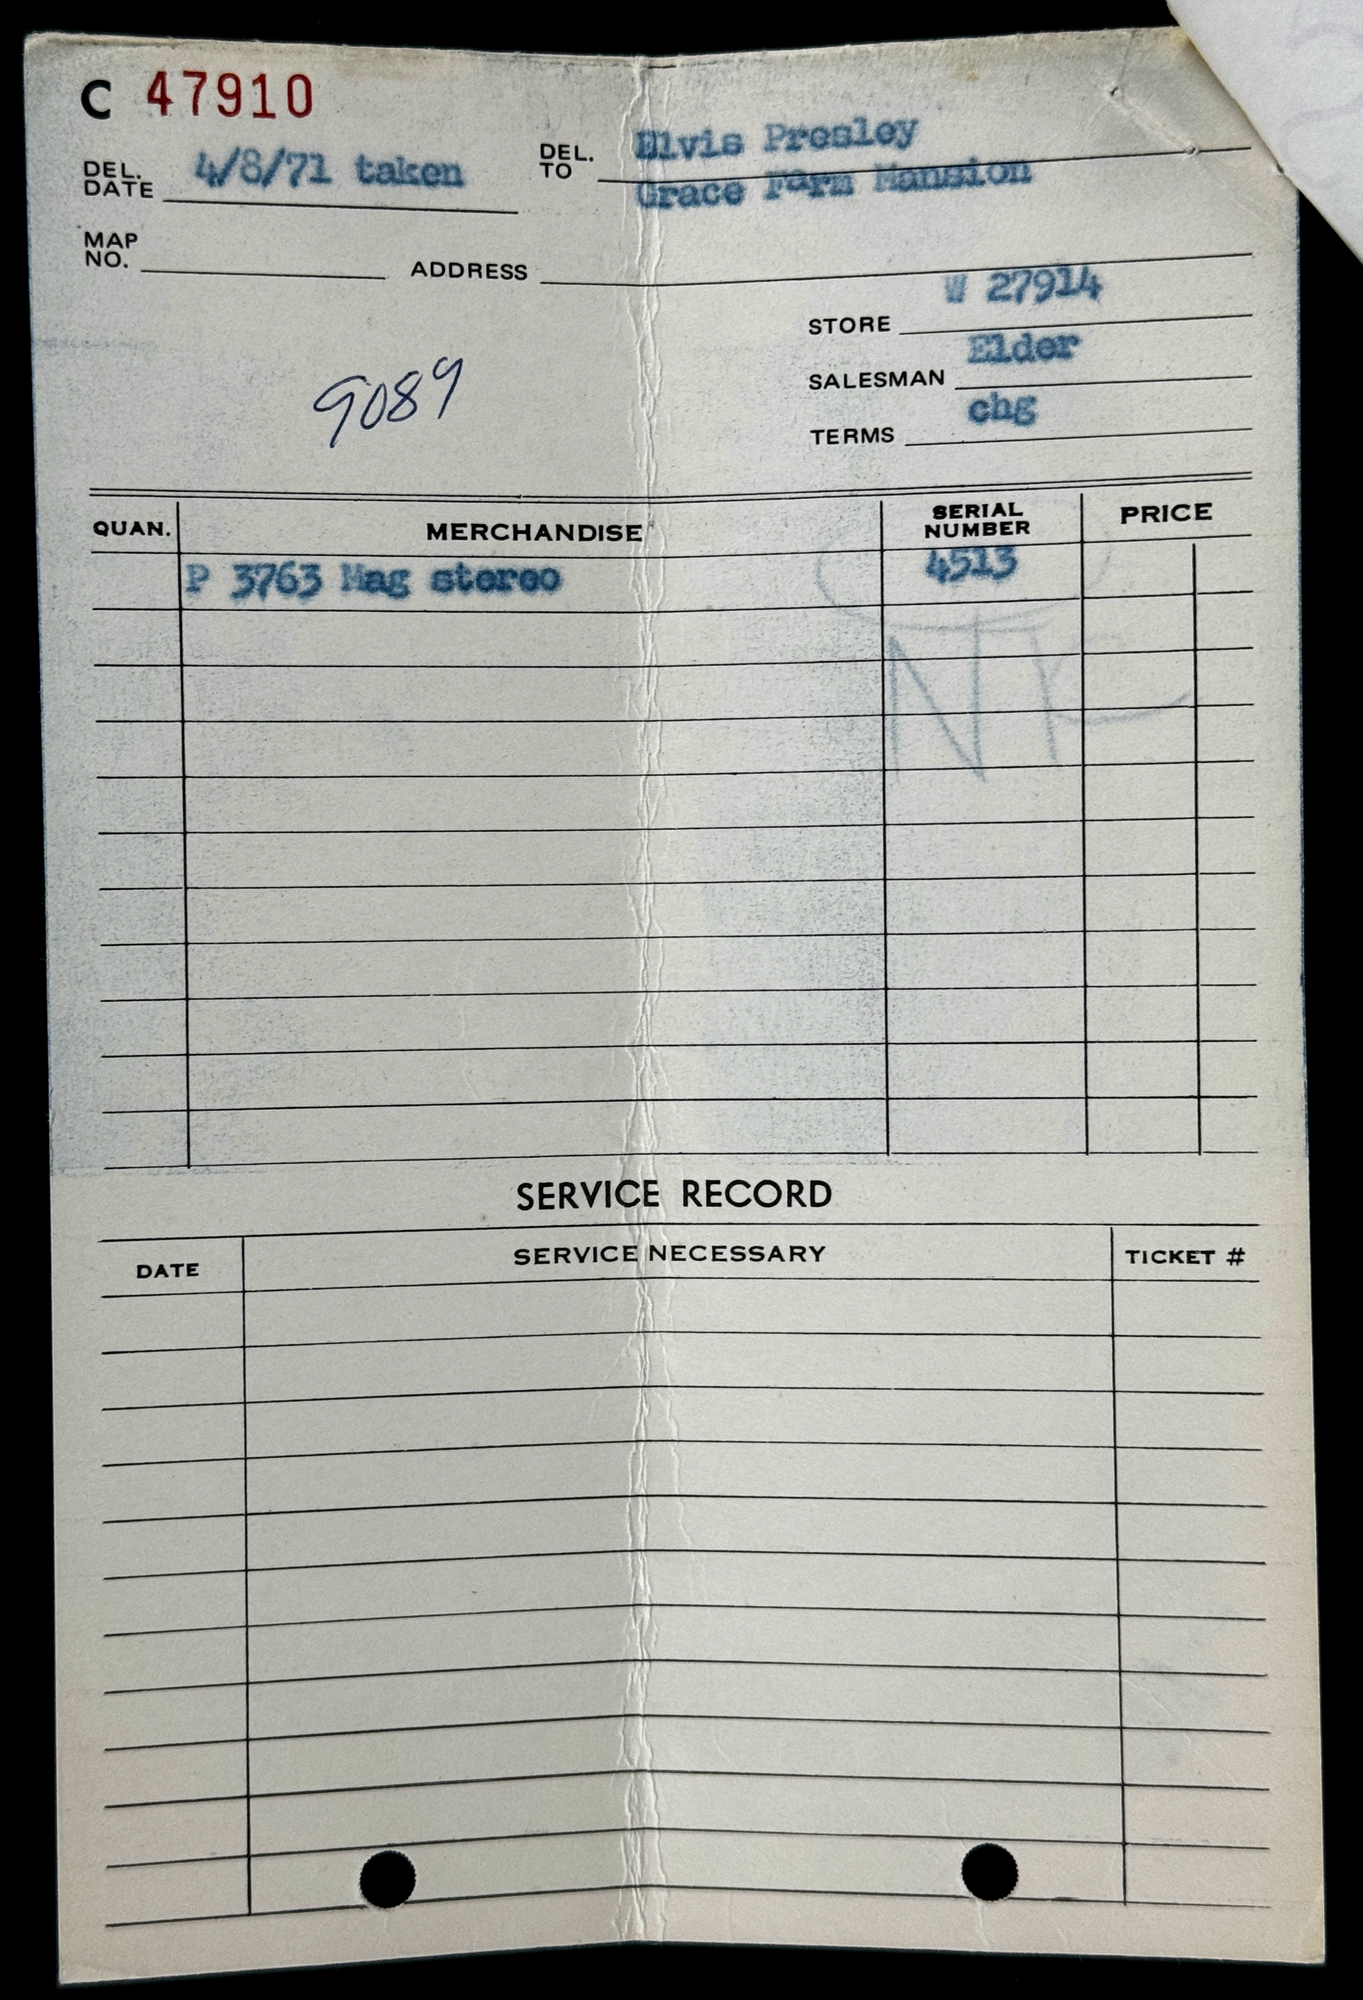 C 47910
DEL. DATE 4/8/71 taken
DEL. TO Elvis Presley
Grace Farm Mansion
MAP NO.
ADDRESS
STORE W 27914
SALESMAN Elder
TERMS chg
9089
QUAN. MERCHANDISE SERIAL NUMBER PRICE
P 3763 Mag stereo 4513
SERVICE RECORD
DATE SERVICE NECESSARY TICKET #